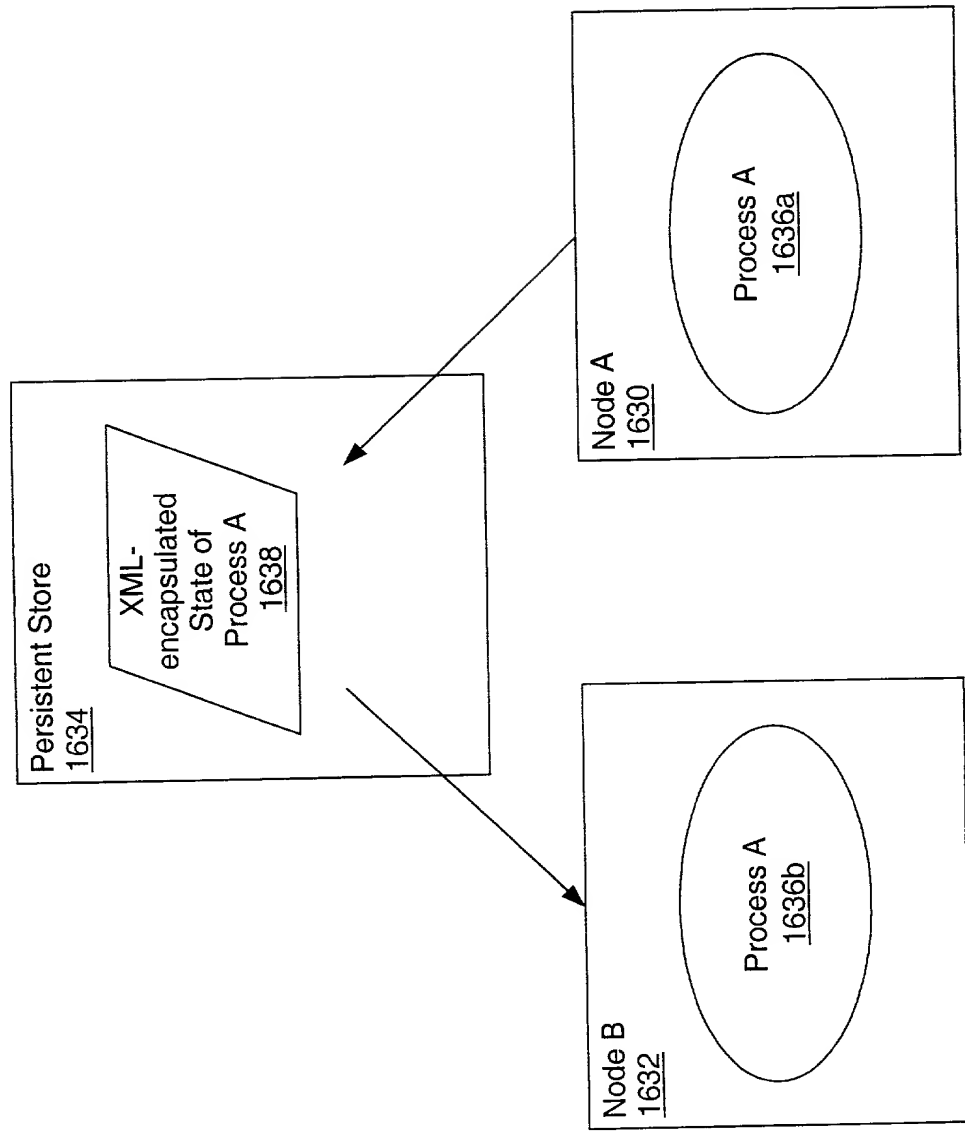 Persistent Store
1634
XML-
encapsulated
State of
Process A
1638
Node B
1632
Process A
1636b
Node A
1630
Process A
1636a